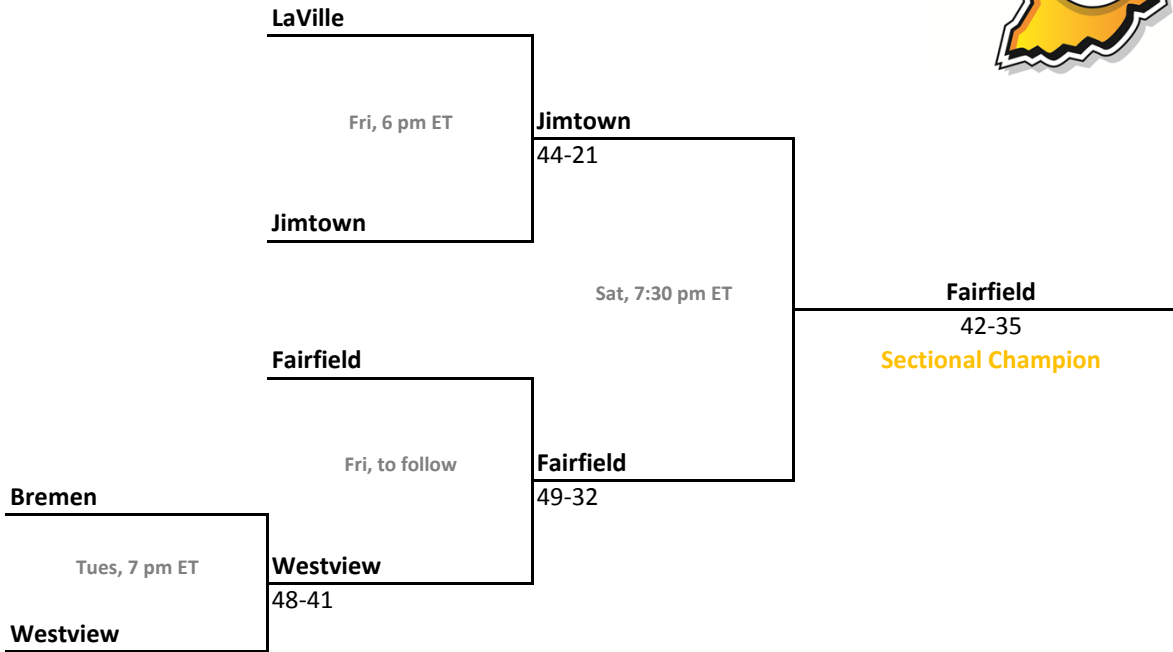 LaVille
Fri, 6 pm ET
Jimtown
44-21
Jimtown
Sat, 7:30 pm ET
Fairfield
42-35
Sectional Champion
Fairfield
Fri, to follow
Fairfield
49-32
Bremen
Tues, 7 pm ET
Westview
48-41
Westview